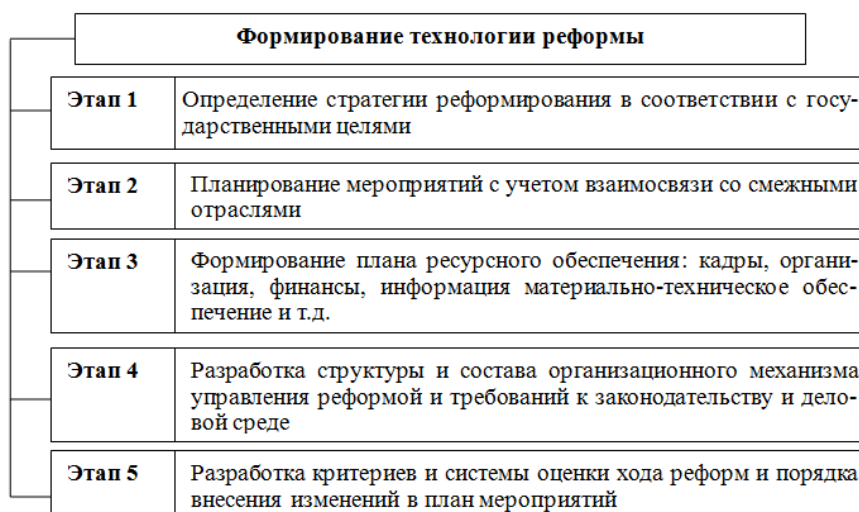 Формирование технологии реформы
Этап 1
Определение стратегии реформирования в соответствии с госу-
дарственными целями
Этап 2
Планирование мероприятий с учетом взаимосвязи со смежными
отраслями
Этап 3
Формирование плана ресурсного обеспечения: кадры, органи-
зация, финансы, информация материально-техническое обес-
печение и т.д.
Этап 4
Разработка структуры и состава организационного механизма
управления реформой и требований к законодательству и дело-
вой среде
Этап 5
Разработка критериев и системы оценки хода реформ и порядка
внесения изменений в план мероприятий